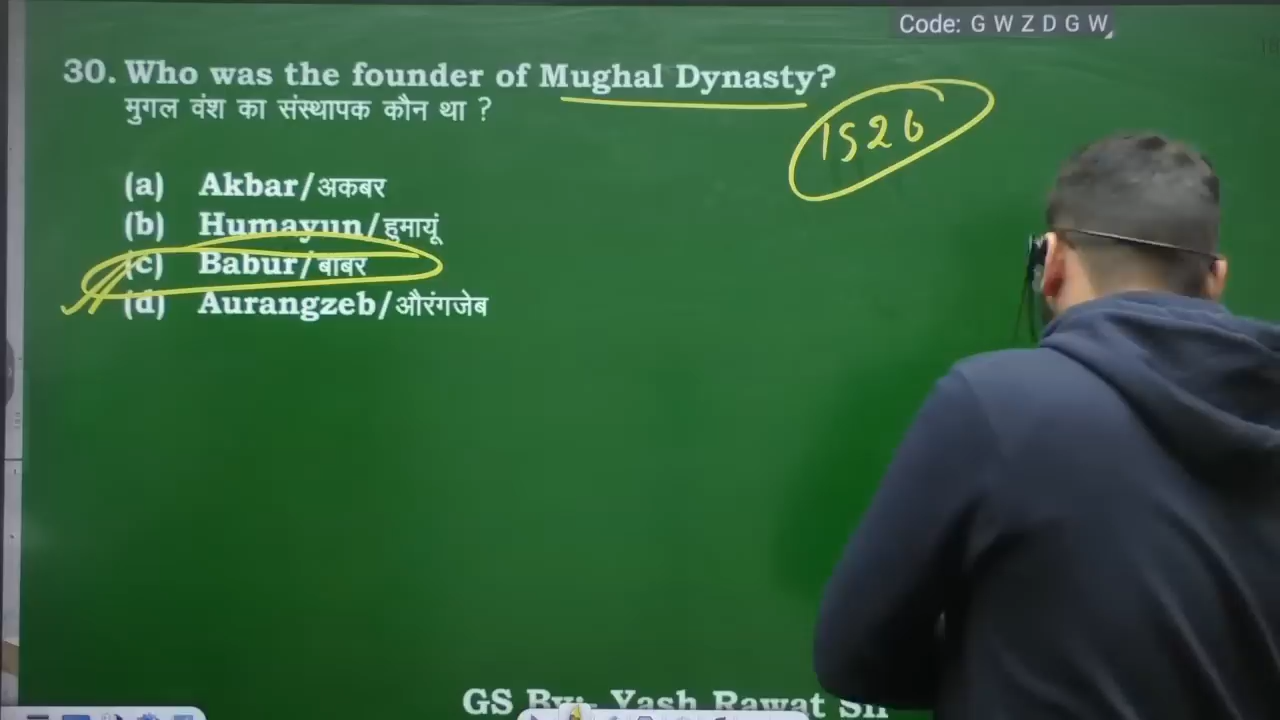 Code: G W Z D G W
30. Who was the founder of Mughal Dynasty?
मुगल वंश का संस्थापक कौन था ?
1526
(a) Akbar/अकबर
(b) Humayun/हुमायूं
(c) Babur/बाबर
(d) Aurangzeb/औरंगजेब
GS By:- Yash Rawat Sir